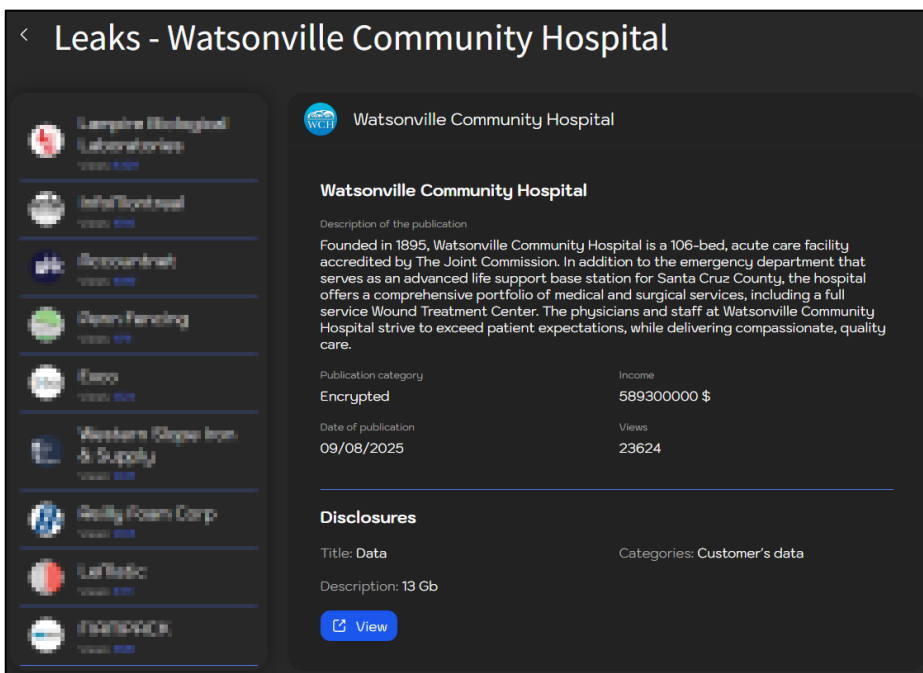 Leaks - Watsonville Community Hospital
WCH
Watsonville Community Hospital
Watsonville Community Hospital
Description of the publication
Founded in 1895, Watsonville Community Hospital is a 106-bed, acute care facility
accredited by The Joint Commission. In addition to the emergency department that
serves as an advanced life support base station for Santa Cruz County, the hospital
offers a comprehensive portfolio of medical and surgical services, including a full
service Wound Treatment Center. The physicians and staff at Watsonville Community
Hospital strive to exceed patient expectations, while delivering compassionate, quality
care.
Publication category
Income
Encrypted
589300000 $
Date of publication
Views
09/08/2025
23624
Disclosures
Title: Data
Categories: Customer's data
Description: 13 Gb
View